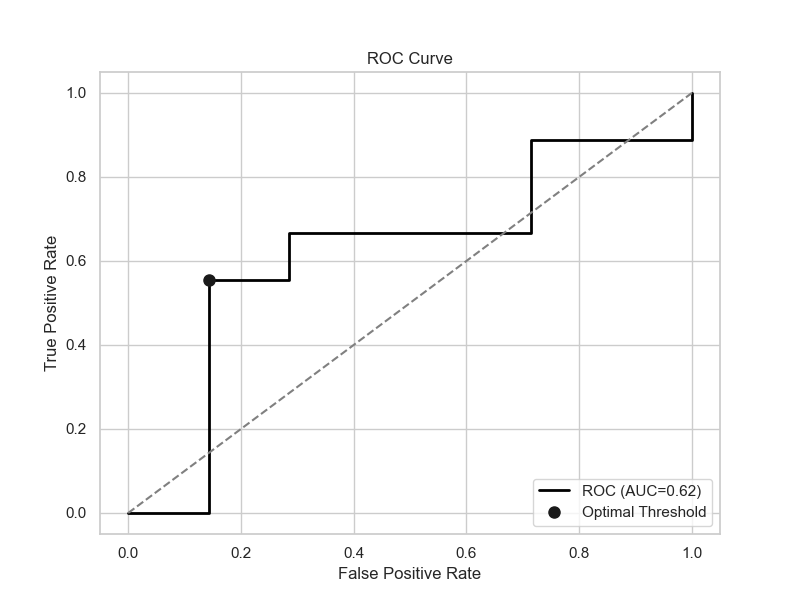 ROC Curve
1.0
0.8
0.6
0.4
0.2
0.0
True Positive Rate
0.0 0.2 0.4 0.6 0.8 1.0
False Positive Rate
ROC (AUC=0.62)
Optimal Threshold